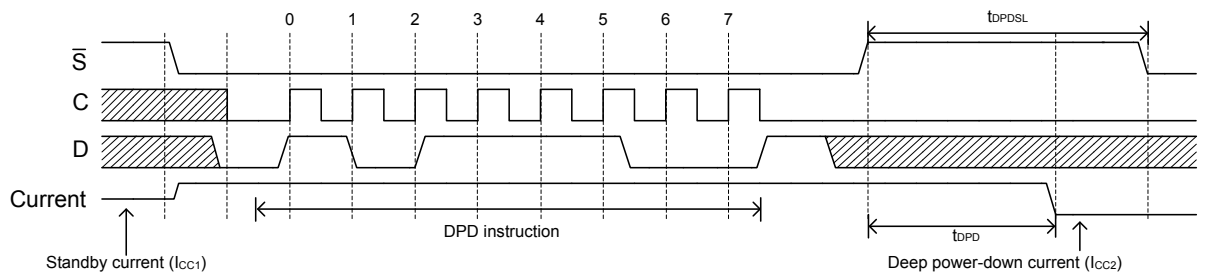 0 1 2 3 4 5 6 7
tDPDSL
S̅
C
D
Current
DPD instruction
tDPD
Standby current (ICC1)
Deep power-down current (ICC2)